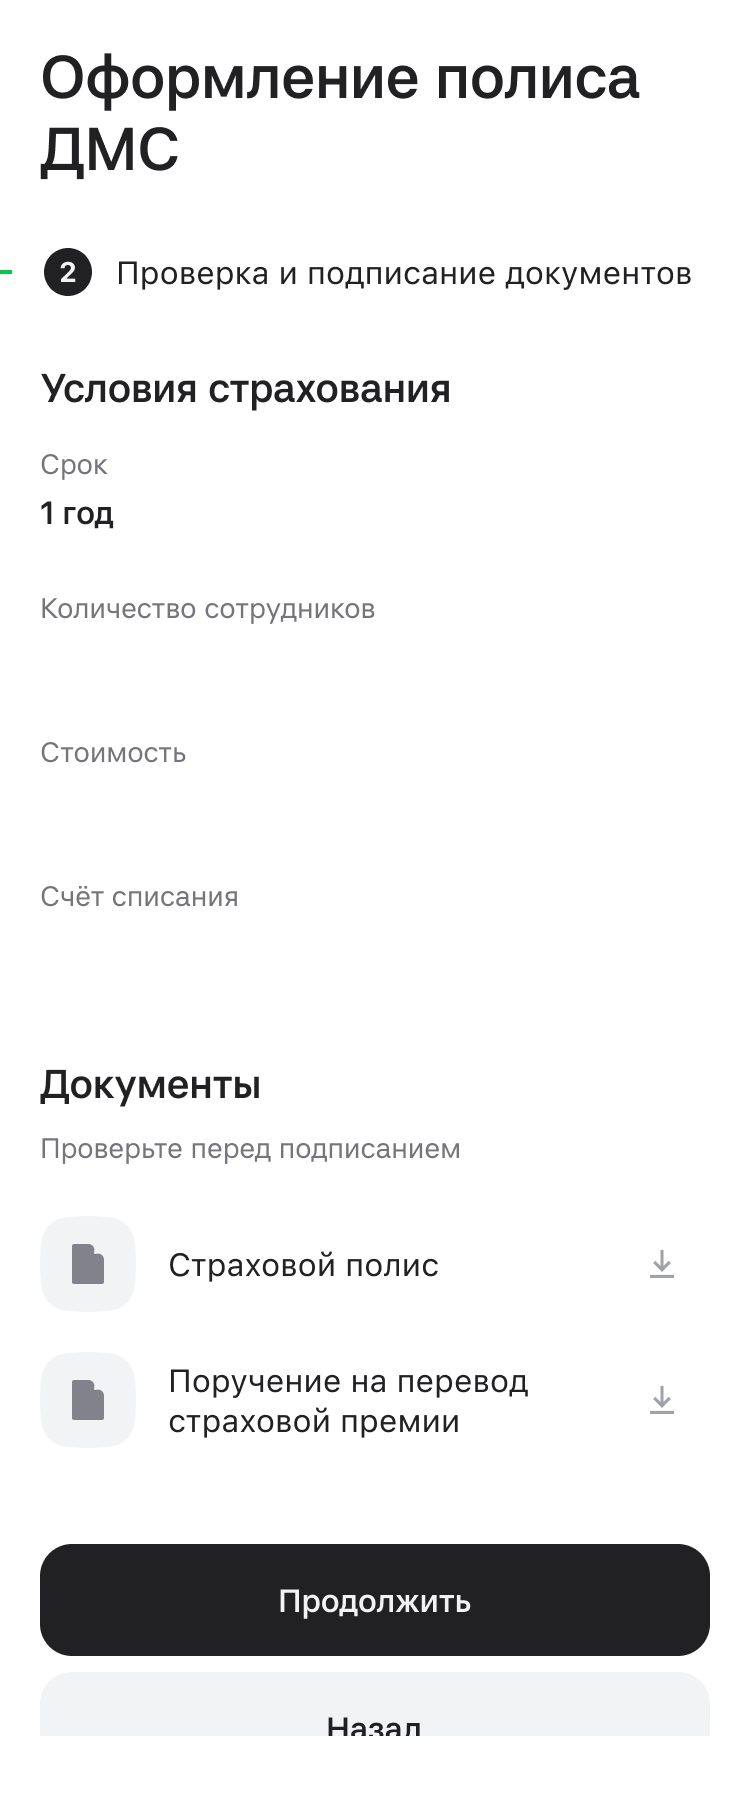 Оформление полиса
ДМС
2 Проверка и подписание документов
Условия страхования
Срок
1 год
Количество сотрудников
Стоимость
Счёт списания
Документы
Проверьте перед подписанием
Страховой полис
Поручение на перевод
страховой премии
Продолжить
Назад